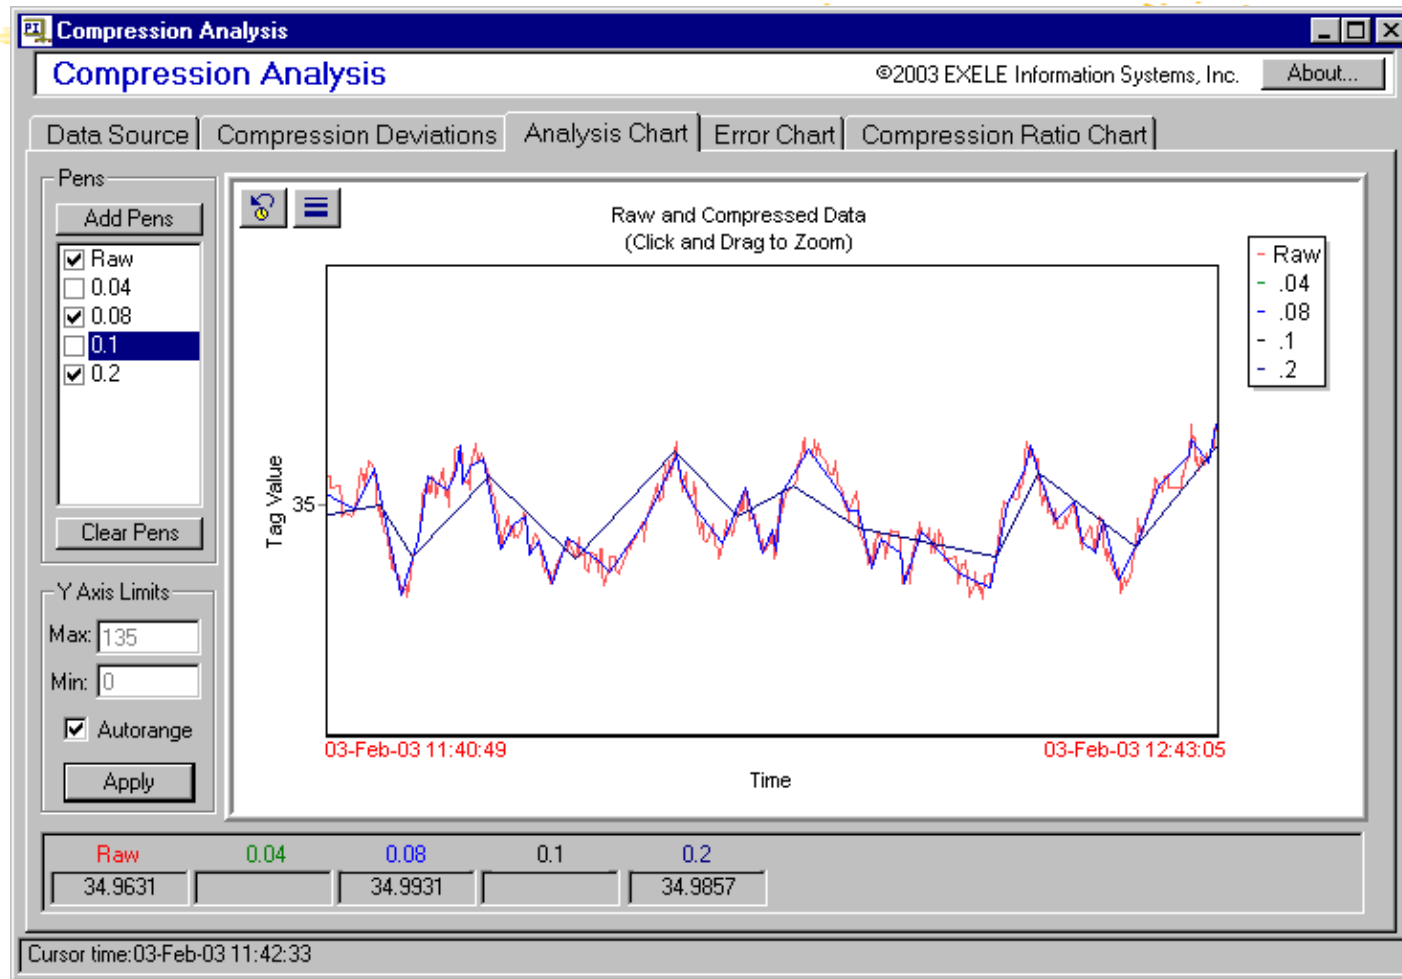 PI Compression Analysis
Compression Analysis
©2003 EXELE Information Systems, Inc.
About...
Data Source
Compression Deviations
Analysis Chart
Error Chart
Compression Ratio Chart
Pens
Add Pens
Raw
0.04
0.08
0.1
0.2
Clear Pens
Y Axis Limits
Max: 135
Min: 0
Autorange
Apply
Raw and Compressed Data
(Click and Drag to Zoom)
Raw
.04
.08
.1
.2
Tag Value
35
03-Feb-03 11:40:49
03-Feb-03 12:43:05
Time
Raw 0.04 0.08 0.1 0.2
34.9631 34.9931 34.9857
Cursor time:03-Feb-03 11:42:33